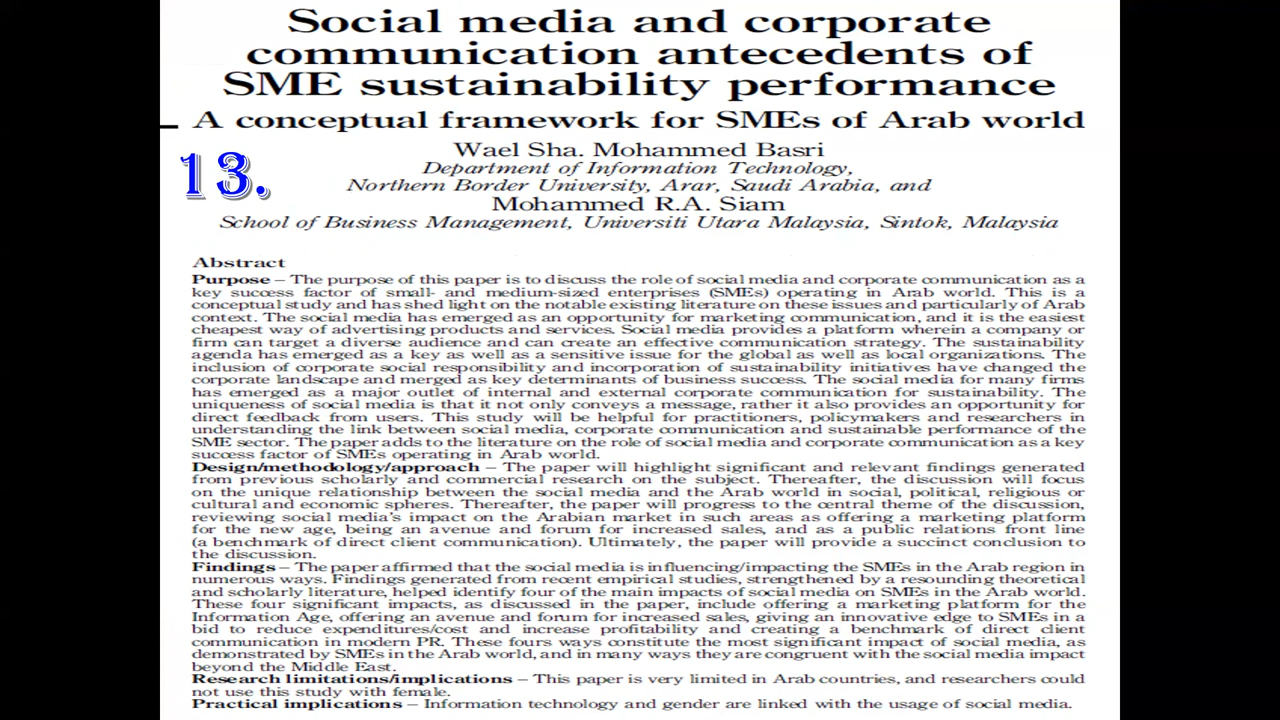 Social media and corporate
communication antecedents of
SME sustainability performance
A conceptual framework for SMEs of Arab world
13.
Wael Sha. Mohammed Basri
Department of Information Technology,
Northern Border University, Arar, Saudi Arabia, and
Mohammed R.A. Siam
School of Business Management, Universiti Utara Malaysia, Sintok, Malaysia
Abstract
Purpose – The purpose of this paper is to discuss the role of social media and corporate communication as a
key success factor of small- and medium-sized enterprises (SMEs) operating in Arab world. This is a
conceptual study and has sized light on the notable existing literature on these issues and particularly of Arab
context. The social media has emerged as an opportunity for marketing communication, and it is the easiest
cheapest way of advertising products and services. Social media provides a platform wherein a company or
firm can target a diverse audience and can create an effective communication strategy. The sustainability
agenda has emerged as a key as well as a sensitive issue for the global as well as local organizations. The
inclusion of corporate social responsibility and incorporation of sustainability initiatives have changed the
corporate landscape and merged as key determinants of business success. The social media for many firms
has emerged as a major outlet of internal and external corporate communication for sustainability. The
uniqueness of social media is that it not only conveys a message, rather it also provides an opportunity for
direct feedback from users. This study will be helpful for practitioners, policymakers and researchers in
understanding the link between social media, corporate communication and sustainable performance of the
SME sector. The paper adds to the literature on the role of social media and corporate communication as a key
success factor of SMEs operating in Arab world.
Design/methodology/approach – The paper will highlight significant and relevant findings generated
from previous scholarly and commercial research on the subject. Thereafter, the discussion will focus
on the unique relationship between the social media and the Arab world in social, political, religious or
cultural and economic spheres. Thereafter, the paper will progress to the central theme of the discussion,
reviewing social media's impact on the Arabian market in such areas as offering a marketing platform
for the new age, being an avenue and forum for increased sales, and as a public relations front line
(a benchmark of direct client communication). Ultimately, the paper will provide a succinct conclusion to
the discussion.
Findings – The paper affirmed that the social media is influencing/impacting the SMEs in the Arab region in
numerous ways. Findings generated from recent empirical studies, strengthened by a resounding theoretical
and scholarly literature, helped identify four of the main impacts of social media on SMEs in the Arab world.
These four significant impacts, as discussed in the paper, include offering a marketing platform for the
Information Age, offering an avenue and forum for increased sales, giving an innovative edge to SMEs in a
bid to reduce expenditures/cost and increase profitability and creating a benchmark of direct client
communication in modern PR. These fours ways constitute the most significant impact of social media, as
demonstrated by SMEs in the Arab world, and in many ways they are congruent with the social media impact
beyond the Middle East.
Research limitations/implications – This paper is very limited in Arab countries, and researchers could
not use this study with female.
Practical implications – Information technology and gender are linked with the usage of social media.